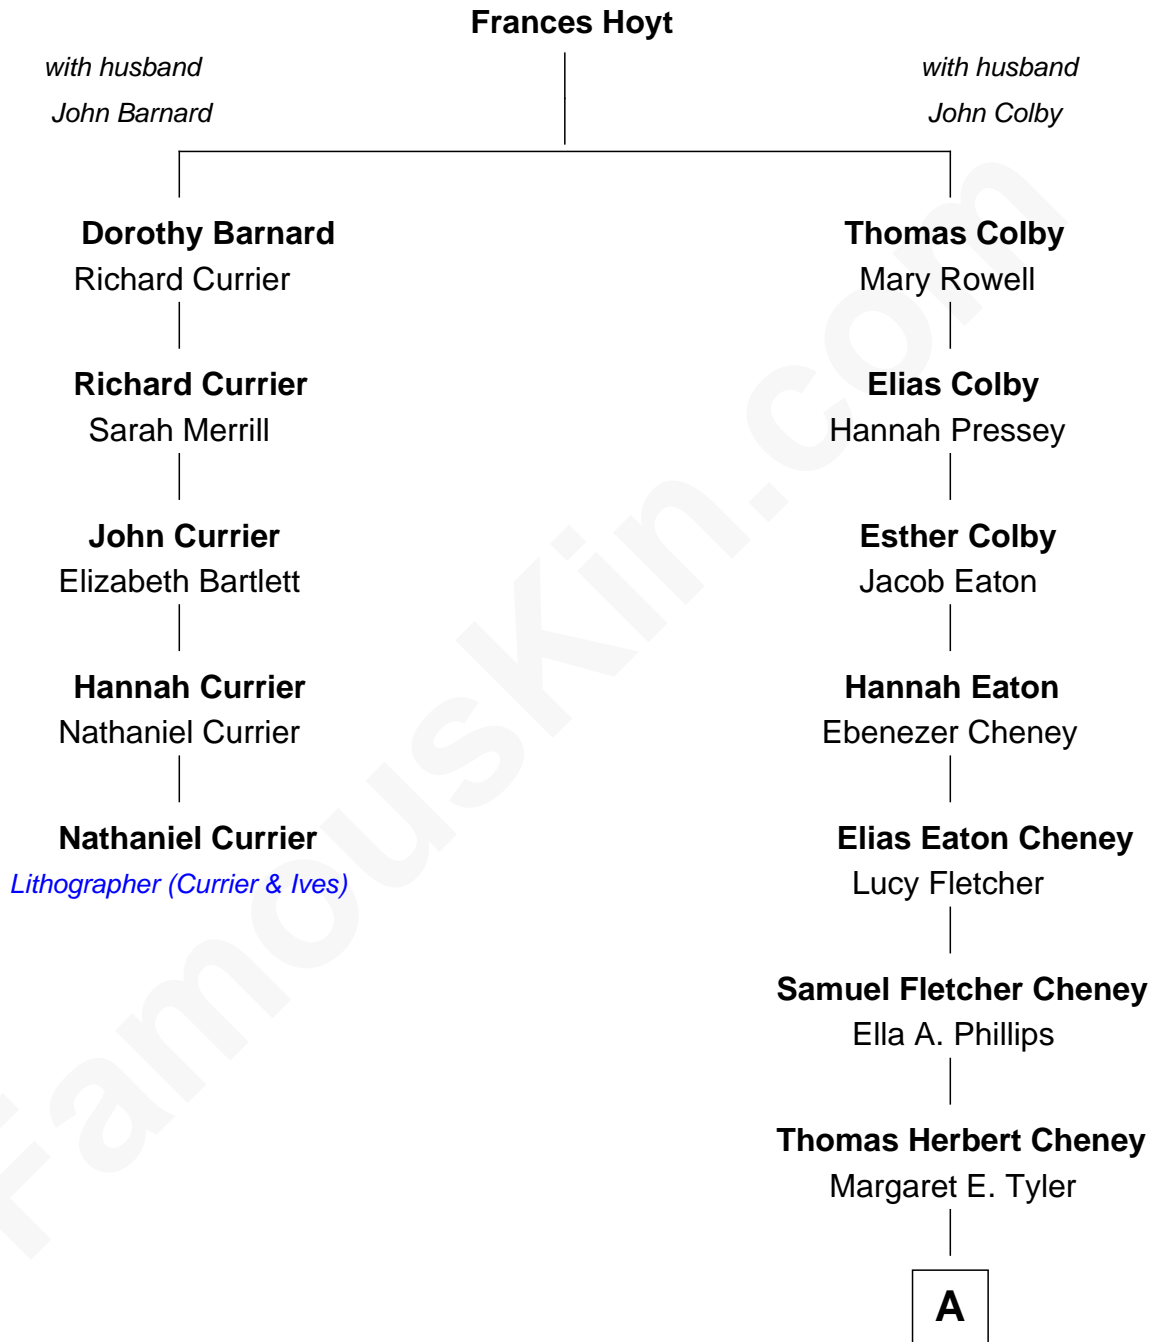 Frances Hoyt
with husband
John Barnard
with husband
John Colby
Dorothy Barnard
Richard Currier
Richard Currier
Sarah Merrill
John Currier
Elizabeth Bartlett
Hannah Currier
Nathaniel Currier
Nathaniel Currier
Lithographer (Currier & Ives)
Thomas Colby
Mary Rowell
Elias Colby
Hannah Pressey
Esther Colby
Jacob Eaton
Hannah Eaton
Ebenezer Cheney
Elias Eaton Cheney
Lucy Fletcher
Samuel Fletcher Cheney
Ella A. Phillips
Thomas Herbert Cheney
Margaret E. Tyler
A
FamousKin.com